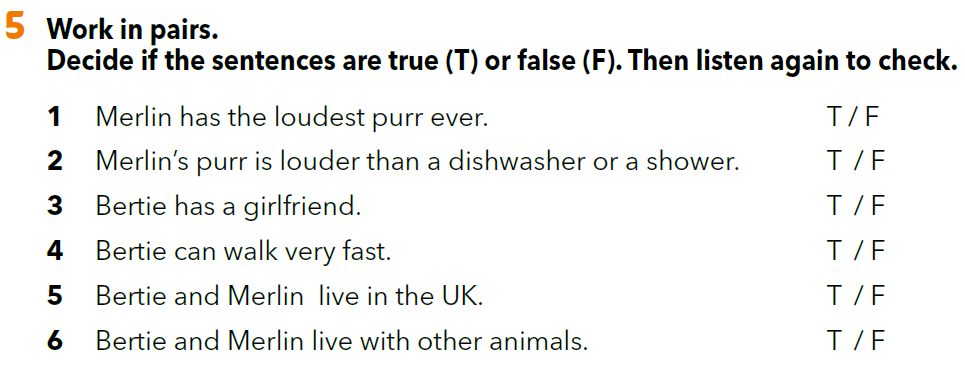 5 Work in pairs.
Decide if the sentences are true (T) or false (F). Then listen again to check.
1 Merlin has the loudest purr ever. T / F
2 Merlin’s purr is louder than a dishwasher or a shower. T / F
3 Bertie has a girlfriend. T / F
4 Bertie can walk very fast. T / F
5 Bertie and Merlin  live in the UK. T / F
6 Bertie and Merlin live with other animals. T / F